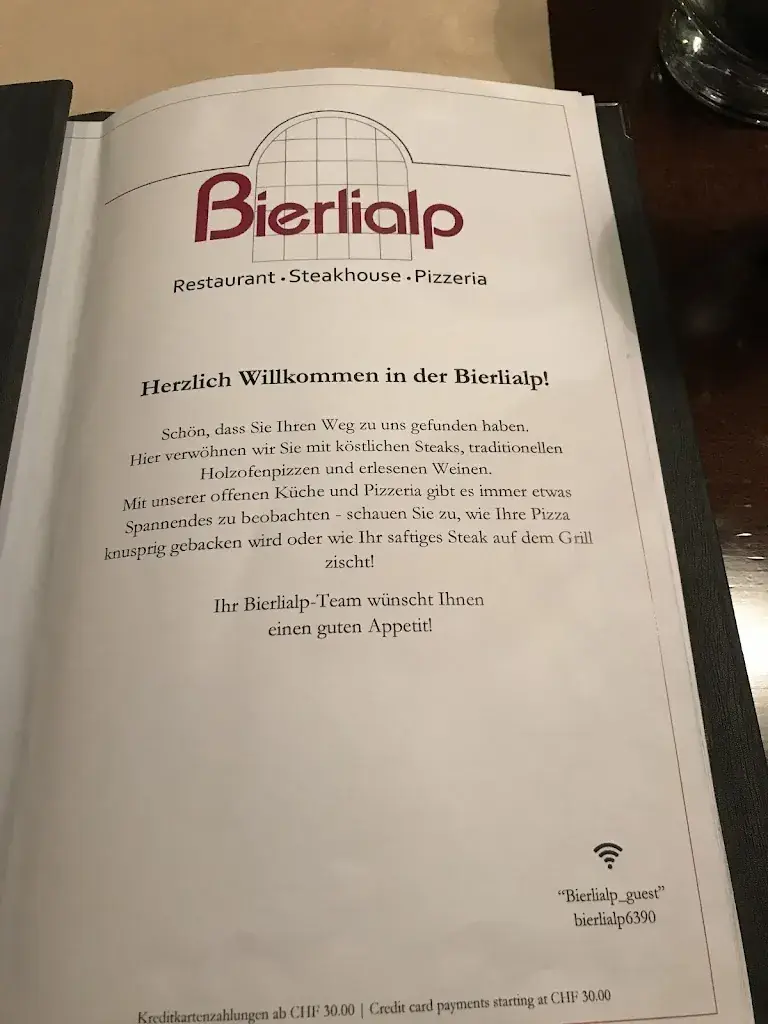 Bierlialp
Restaurant • Steakhouse • Pizzeria
Herzlich Willkommen in der Bierlialp!
Schön, dass Sie Ihren Weg zu uns gefunden haben.
Hier verwöhnen wir Sie mit köstlichen Steaks, traditionellen
Holzofenpizzen und erlesenen Weinen.
Mit unserer offenen Küche und Pizzeria gibt es immer etwas
Spannendes zu beobachten - schauen Sie zu, wie Ihre Pizza
knusprig gebacken wird oder wie Ihr saftiges Steak auf dem Grill
zischt!
Ihr Bierlialp-Team wünscht Ihnen
einen guten Appetit!
“Bierlialp_guest”
bierlialp6390
Kreditkartenzahlungen ab CHF 30.00 | Credit card payments starting at CHF 30.00